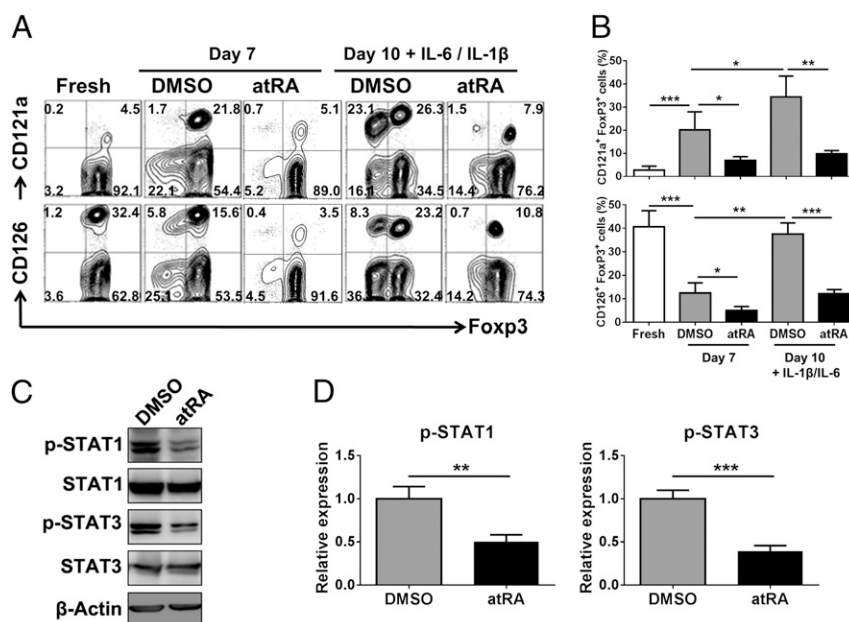 A
Day 7
Day 10 + IL-6 / IL-1β
Fresh
DMSO
atRA
DMSO
atRA
CD121a
0.2 4.5
3.2 92.1
1.7 21.8
22.1 54.4
0.7 5.1
5.2 89.0
23.1 26.3
16.1 34.5
1.5 7.9
14.4 76.2
CD126
1.2 32.4
3.6 62.8
5.8 15.6
25.1 53.5
0.4 3.5
4.5 91.6
8.3 23.2
36. 32.4
0.7 10.8
14.2 74.3
Foxp3
B
CD121a⁺ FoxP3⁺ cells (%)
50
40
30
20
10
0
***
*
*
**
CD126⁺ FoxP3⁺ cells (%)
50
40
30
20
10
0
***
*
**
***
Fresh DMSO atRA DMSO atRA
Day 7
Day 10
+ IL-1β/IL-6
C
DMSO
atRA
p-STAT1
STAT1
p-STAT3
STAT3
β-Actin
D
p-STAT1
Relative expression
1.5
1.0
0.5
0.0
**
DMSO atRA
p-STAT3
Relative expression
1.5
1.0
0.5
0.0
***
DMSO atRA